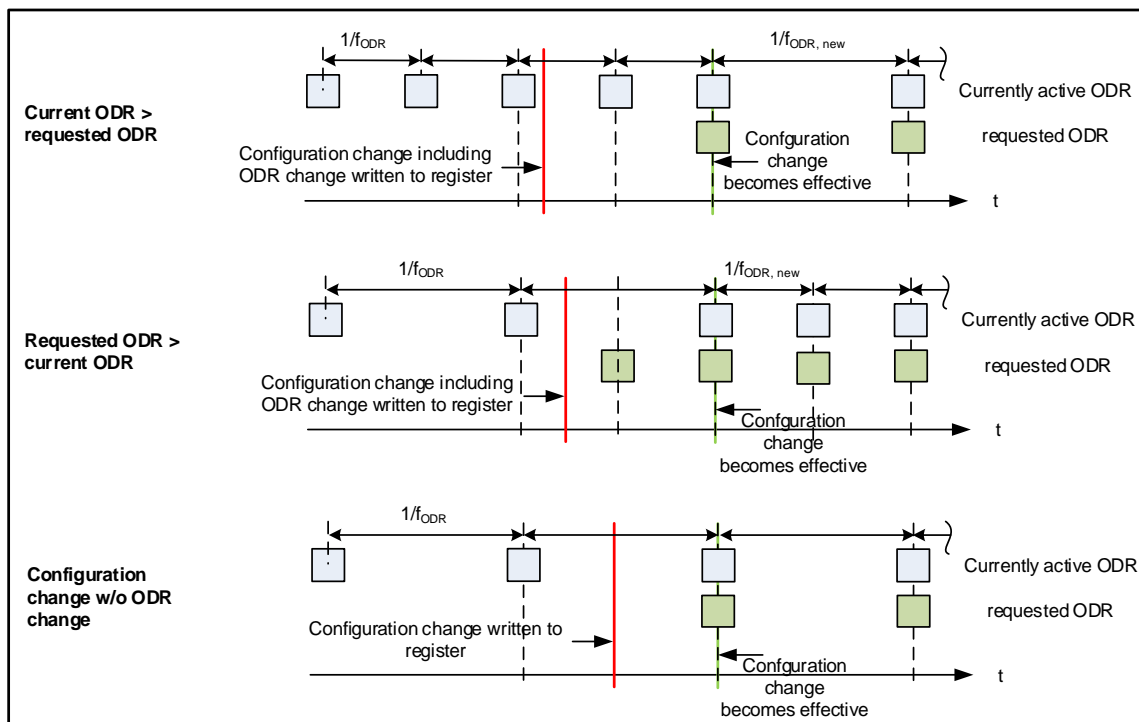 1/fODR
1/fODR, new
Current ODR >
requested ODR
Currently active ODR
requested ODR
Configuration change including
ODR change written to register
Confguration
change
becomes effective
t
1/fODR
1/fODR, new
Requested ODR >
current ODR
Currently active ODR
requested ODR
Configuration change including
ODR change written to register
Confguration
change
becomes effective
t
1/fODR
Configuration
change w/o ODR
change
Currently active ODR
requested ODR
Configuration change written to
register
Confguration
change
becomes effective
t